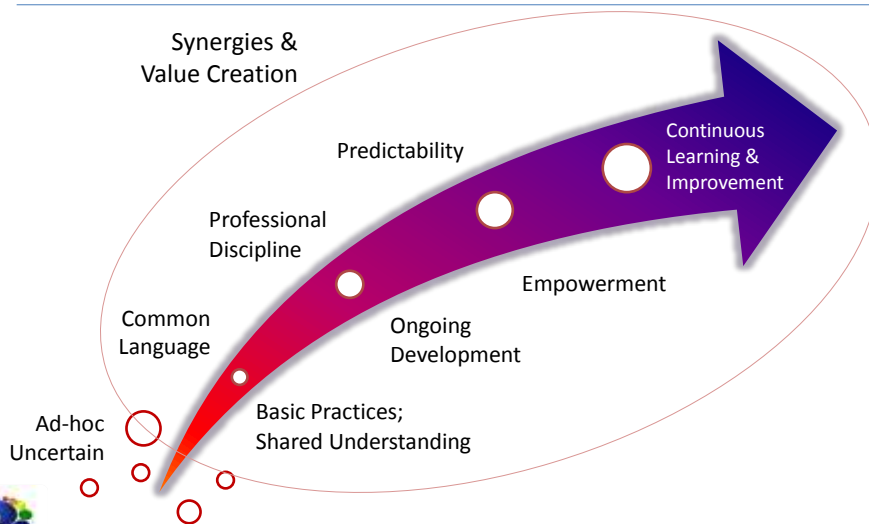 Synergies &
Value Creation
Predictability
Continuous
Learning &
Improvement
Professional
Discipline
Empowerment
Common
Language
Ongoing
Development
Ad-hoc
Uncertain
Basic Practices;
Shared Understanding